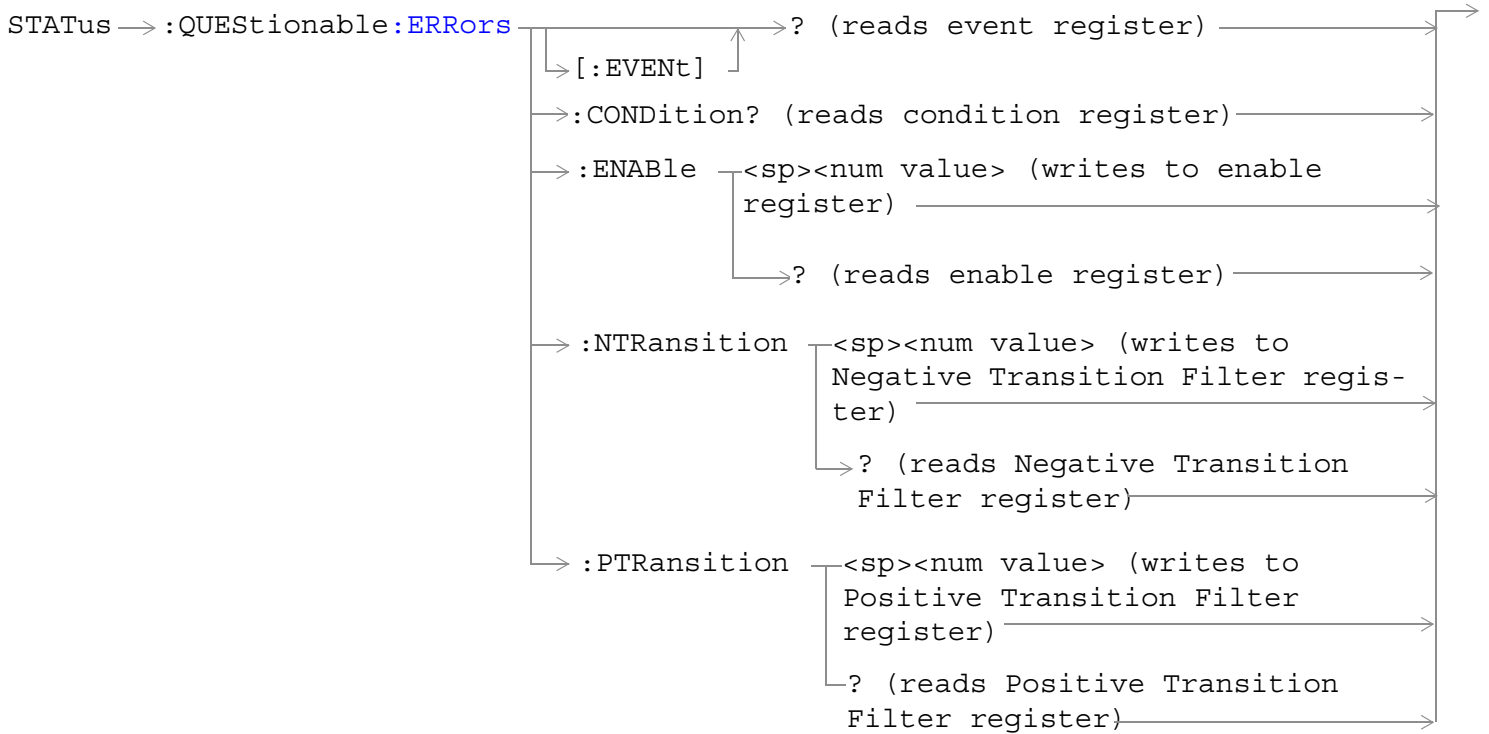 STATus :QUEStionable:ERRors ? (reads event register)
[:EVENt]
:CONDition? (reads condition register)
:ENABle <sp><num value> (writes to enable
register)
? (reads enable register)
:NTRansition <sp><num value> (writes to
Negative Transition Filter regis-
ter)
? (reads Negative Transition
Filter register)
:PTRansition <sp><num value> (writes to
Positive Transition Filter
register)
? (reads Positive Transition
Filter register)